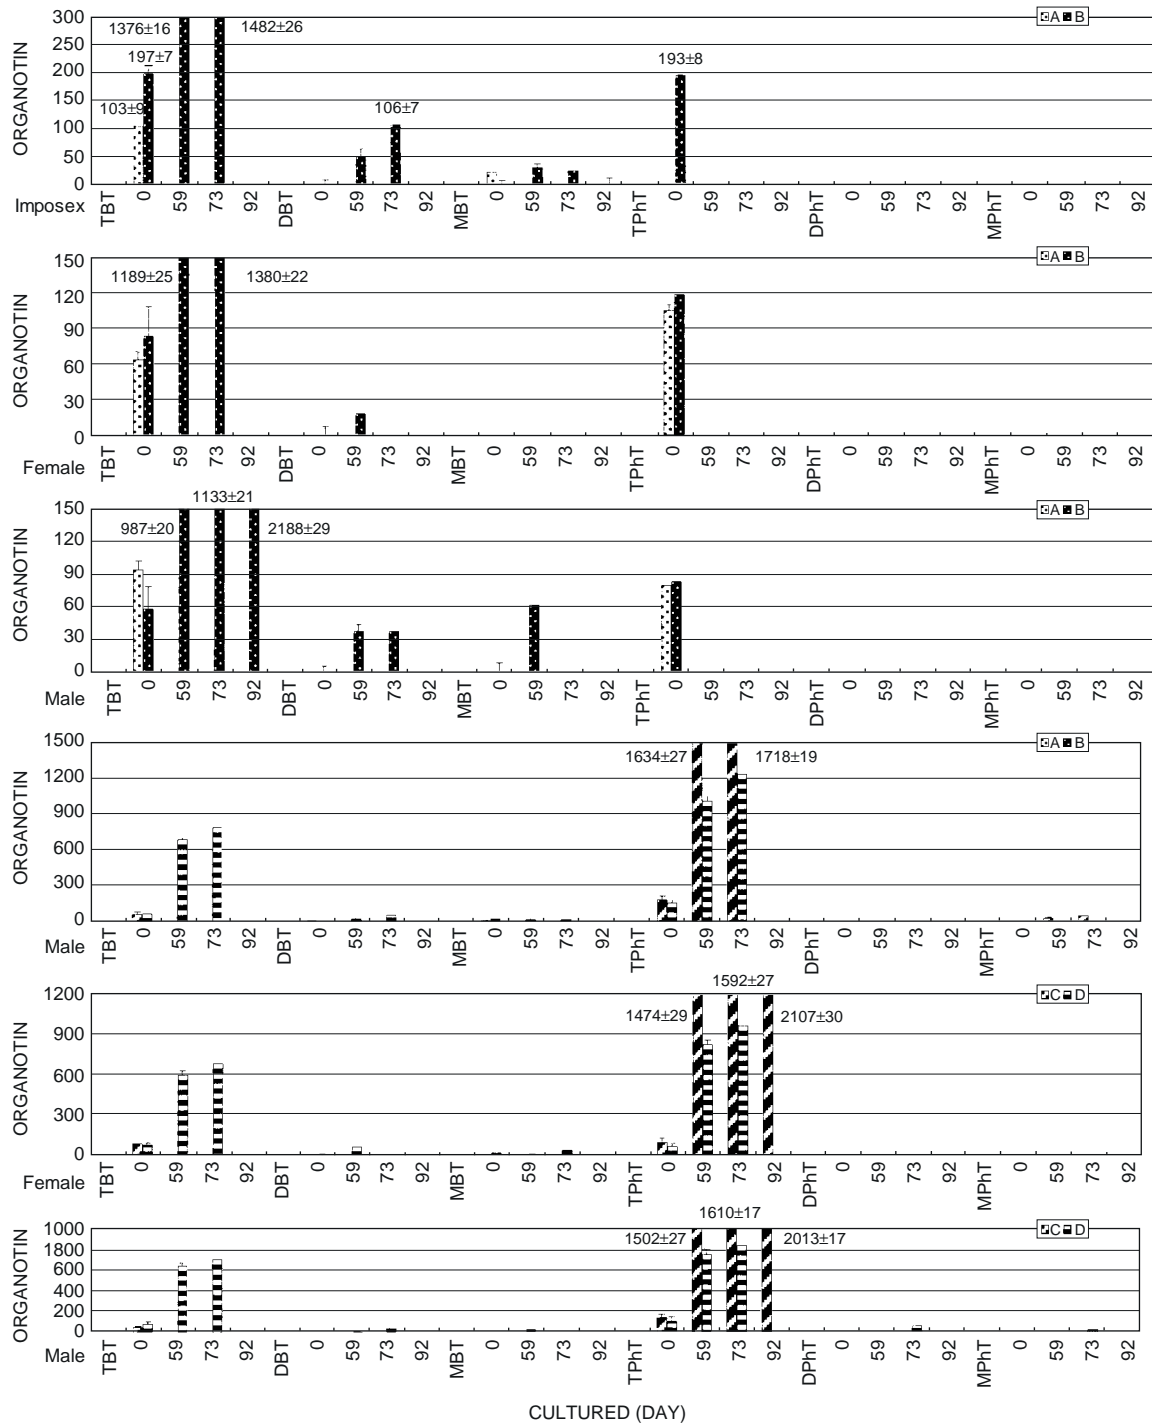 1376±16 1482±26 A B
300
250
197±7 193±8
200
150
103±9 106±7
100
50
0
ORGANOTIN
Imposex TBT 0 59 73 92 DBT 0 59 73 92 MBT 0 59 73 92 TPhT 0 59 73 92 DPhT 0 59 73 92 MPhT 0 59 73 92
A B
150
1189±25 1380±22
120
90
60
30
0
ORGANOTIN
Female TBT 0 59 73 92 DBT 0 59 73 92 MBT 0 59 73 92 TPhT 0 59 73 92 DPhT 0 59 73 92 MPhT 0 59 73 92
1133±21 A B
150
987±20 2188±29
120
90
60
30
0
ORGANOTIN
Male TBT 0 59 73 92 DBT 0 59 73 92 MBT 0 59 73 92 TPhT 0 59 73 92 DPhT 0 59 73 92 MPhT 0 59 73 92
A B
1500
1634±27 1718±19
1200
900
600
300
0
ORGANOTIN
Male TBT 0 59 73 92 DBT 0 59 73 92 MBT 0 59 73 92 TPhT 0 59 73 92 DPhT 0 59 73 92 MPhT 0 59 73 92
1592±27 C D
1200
1474±29 2107±30
900
600
300
0
ORGANOTIN
Female TBT 0 59 73 92 DBT 0 59 73 92 MBT 0 59 73 92 TPhT 0 59 73 92 DPhT 0 59 73 92 MPhT 0 59 73 92
1610±17 C D
1000
1502±27 2013±17
1800
600
400
200
0
ORGANOTIN
Male TBT 0 59 73 92 DBT 0 59 73 92 MBT 0 59 73 92 TPhT 0 59 73 92 DPhT 0 59 73 92 MPhT 0 59 73 92
CULTURED (DAY)